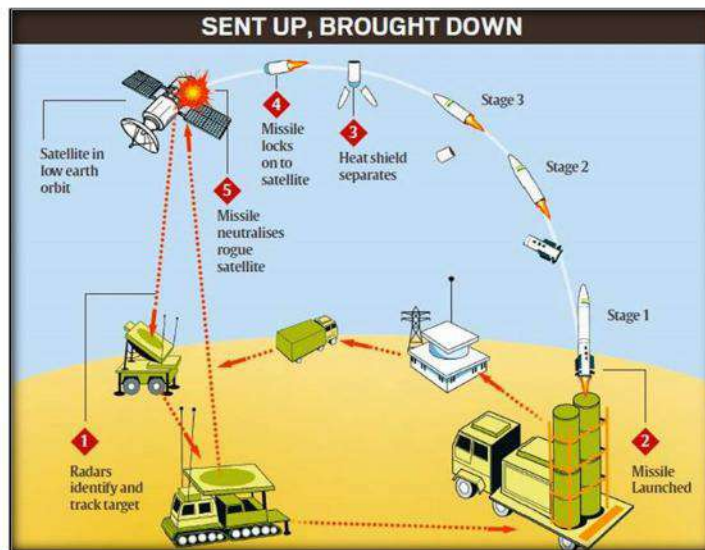 SENT UP, BROUGHT DOWN
Satellite in
low earth
orbit
5
Missile
neutralises
rogue
satellite
4
Missile
locks
on to
satellite
3
Heat shield
separates
Stage 3
Stage 2
Stage 1
1
Radars
identify and
track target
2
Missile
Launched